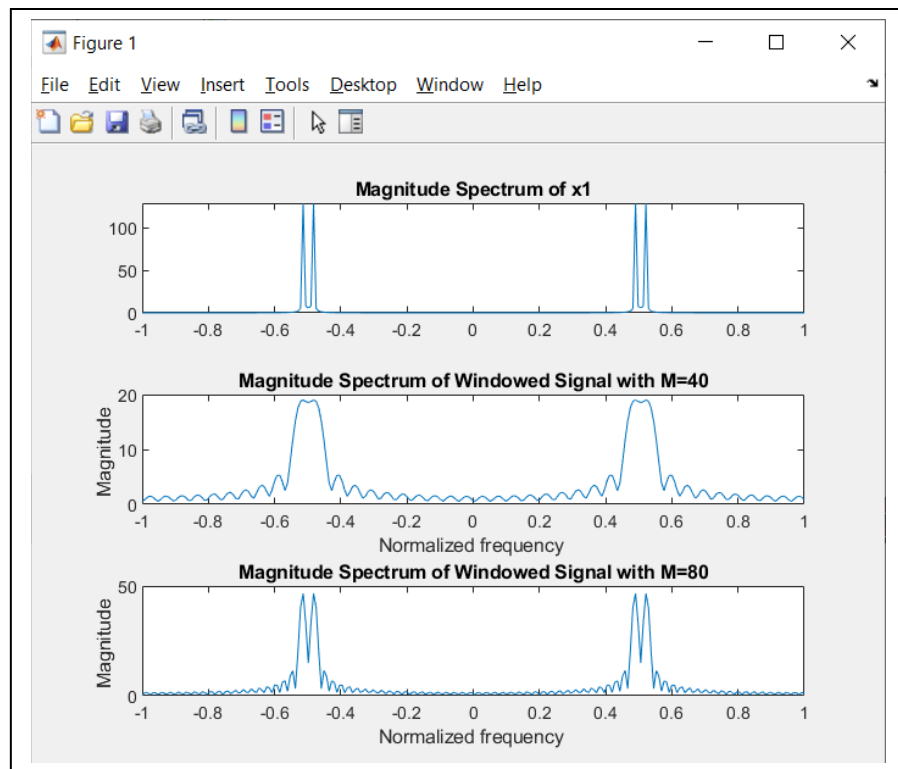 Figure 1
File Edit View Insert Tools Desktop Window Help
Magnitude Spectrum of x1
100
50
0
-1 -0.8 -0.6 -0.4 -0.2 0 0.2 0.4 0.6 0.8 1
Magnitude Spectrum of Windowed Signal with M=40
Magnitude
20
10
0
-1 -0.8 -0.6 -0.4 -0.2 0 0.2 0.4 0.6 0.8 1
Normalized frequency
Magnitude Spectrum of Windowed Signal with M=80
Magnitude
50
0
-1 -0.8 -0.6 -0.4 -0.2 0 0.2 0.4 0.6 0.8 1
Normalized frequency